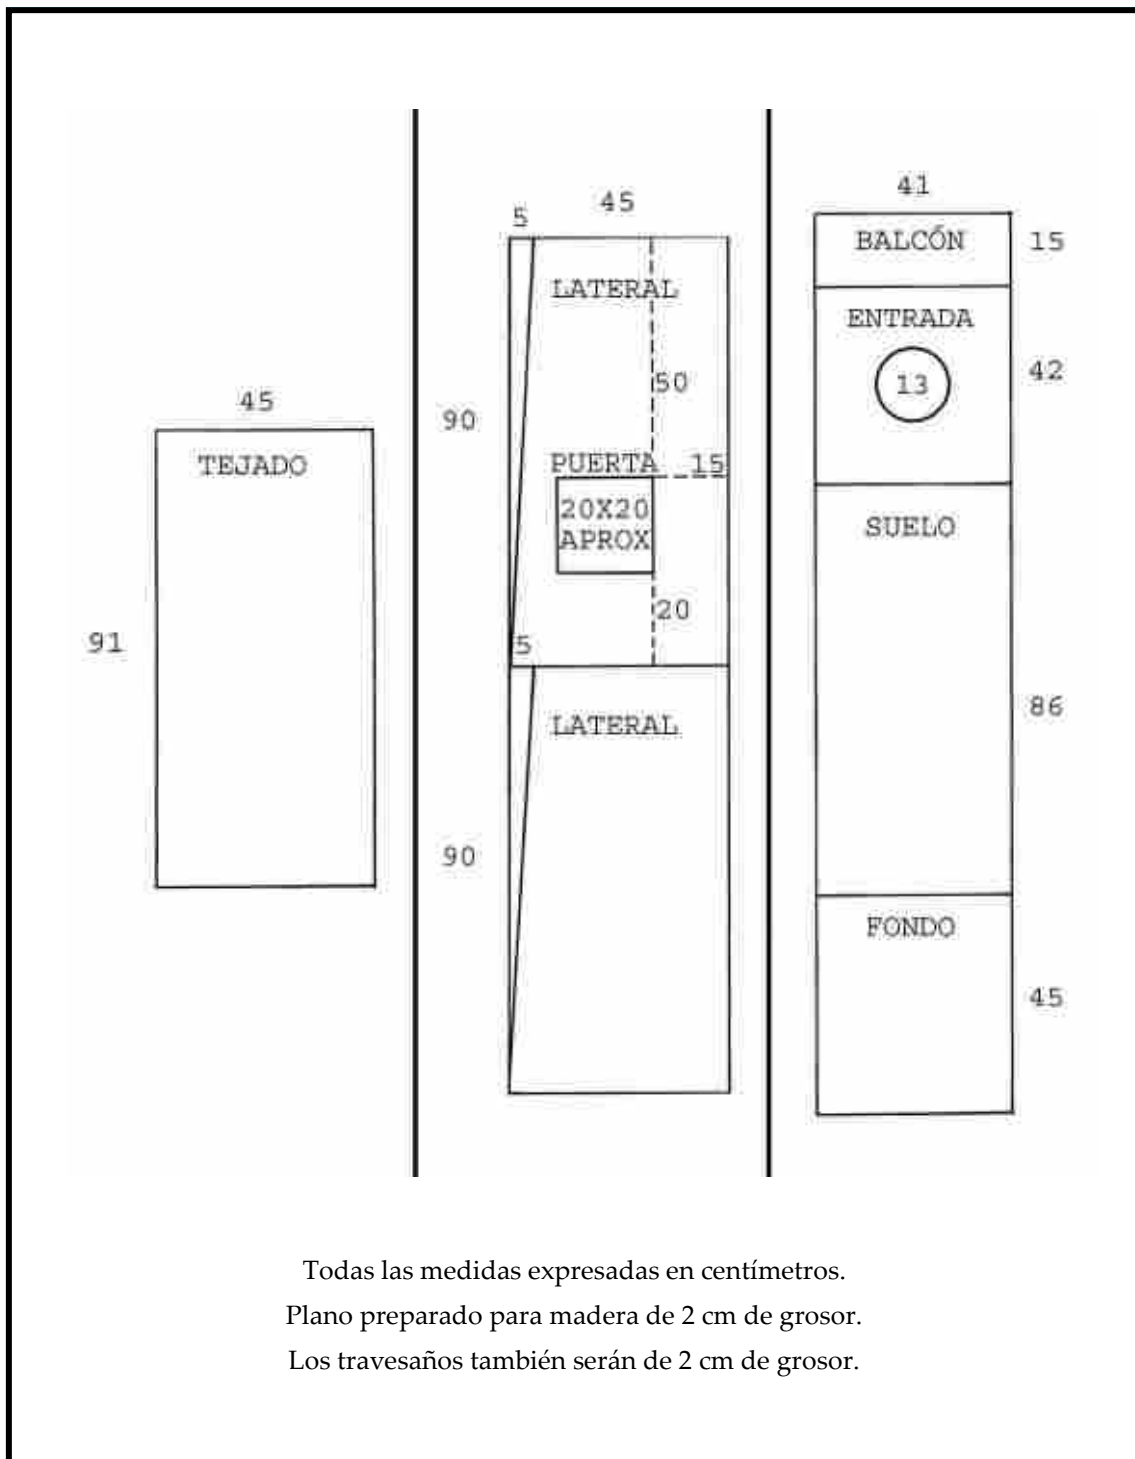 45
TEJADO
91
5
45
LATERAL
50
90
PUERTA
15
20X20
APROX
20
5
LATERAL
90
41
BALCÓN
15
ENTRADA
42
13
SUELO
86
FONDO
45
Todas las medidas expresadas en centímetros.
Plano preparado para madera de 2 cm de grosor.
Los travesaños también serán de 2 cm de grosor.